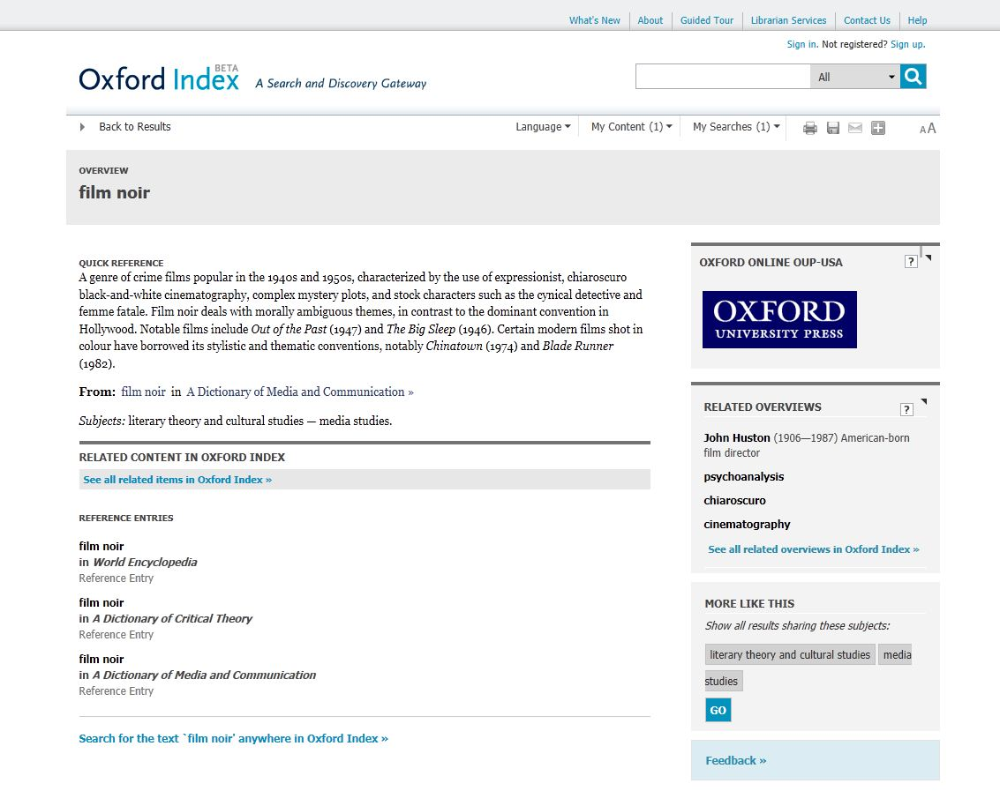 What's New About Guided Tour Librarian Services Contact Us Help
Sign in. Not registered? Sign up.
Oxford Index BETA A Search and Discovery Gateway
All
Back to Results
Language My Content (1) My Searches (1) AA
OVERVIEW
film noir
QUICK REFERENCE
A genre of crime films popular in the 1940s and 1950s, characterized by the use of expressionist, chiaroscuro
black-and-white cinematography, complex mystery plots, and stock characters such as the cynical detective and
femme fatale. Film noir deals with morally ambiguous themes, in contrast to the dominant convention in
Hollywood. Notable films include Out of the Past (1947) and The Big Sleep (1946). Certain modern films shot in
colour have borrowed its stylistic and thematic conventions, notably Chinatown (1974) and Blade Runner
(1982).
From: film noir in A Dictionary of Media and Communication »
Subjects: literary theory and cultural studies — media studies.
RELATED CONTENT IN OXFORD INDEX
See all related items in Oxford Index »
REFERENCE ENTRIES
film noir
in World Encyclopedia
Reference Entry
film noir
in A Dictionary of Critical Theory
Reference Entry
film noir
in A Dictionary of Media and Communication
Reference Entry
Search for the text `film noir' anywhere in Oxford Index »
OXFORD ONLINE OUP-USA ?
OXFORD
UNIVERSITY PRESS
RELATED OVERVIEWS ?
John Huston (1906—1987) American-born
film director
psychoanalysis
chiaroscuro
cinematography
See all related overviews in Oxford Index »
MORE LIKE THIS
Show all results sharing these subjects:
literary theory and cultural studies media
studies
GO
Feedback »